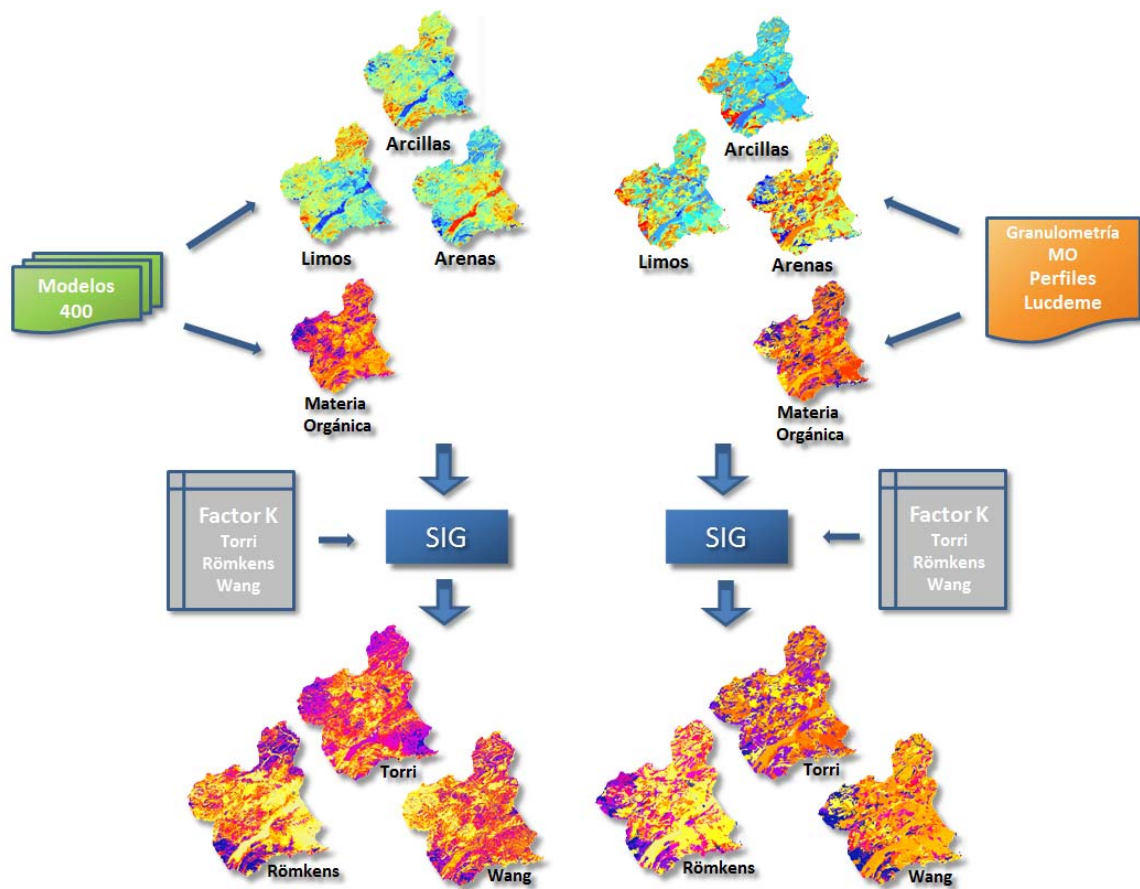 Arcillas
Limos
Arenas
Modelos
400
Materia
Orgánica
Arcillas
Limos
Arenas
Granulometría
MO
Perfiles
Lucdeme
Materia
Orgánica
Factor K
Torri
Römkens
Wang
SIG
SIG
Factor K
Torri
Römkens
Wang
Torri
Römkens
Wang
Torri
Römkens
Wang